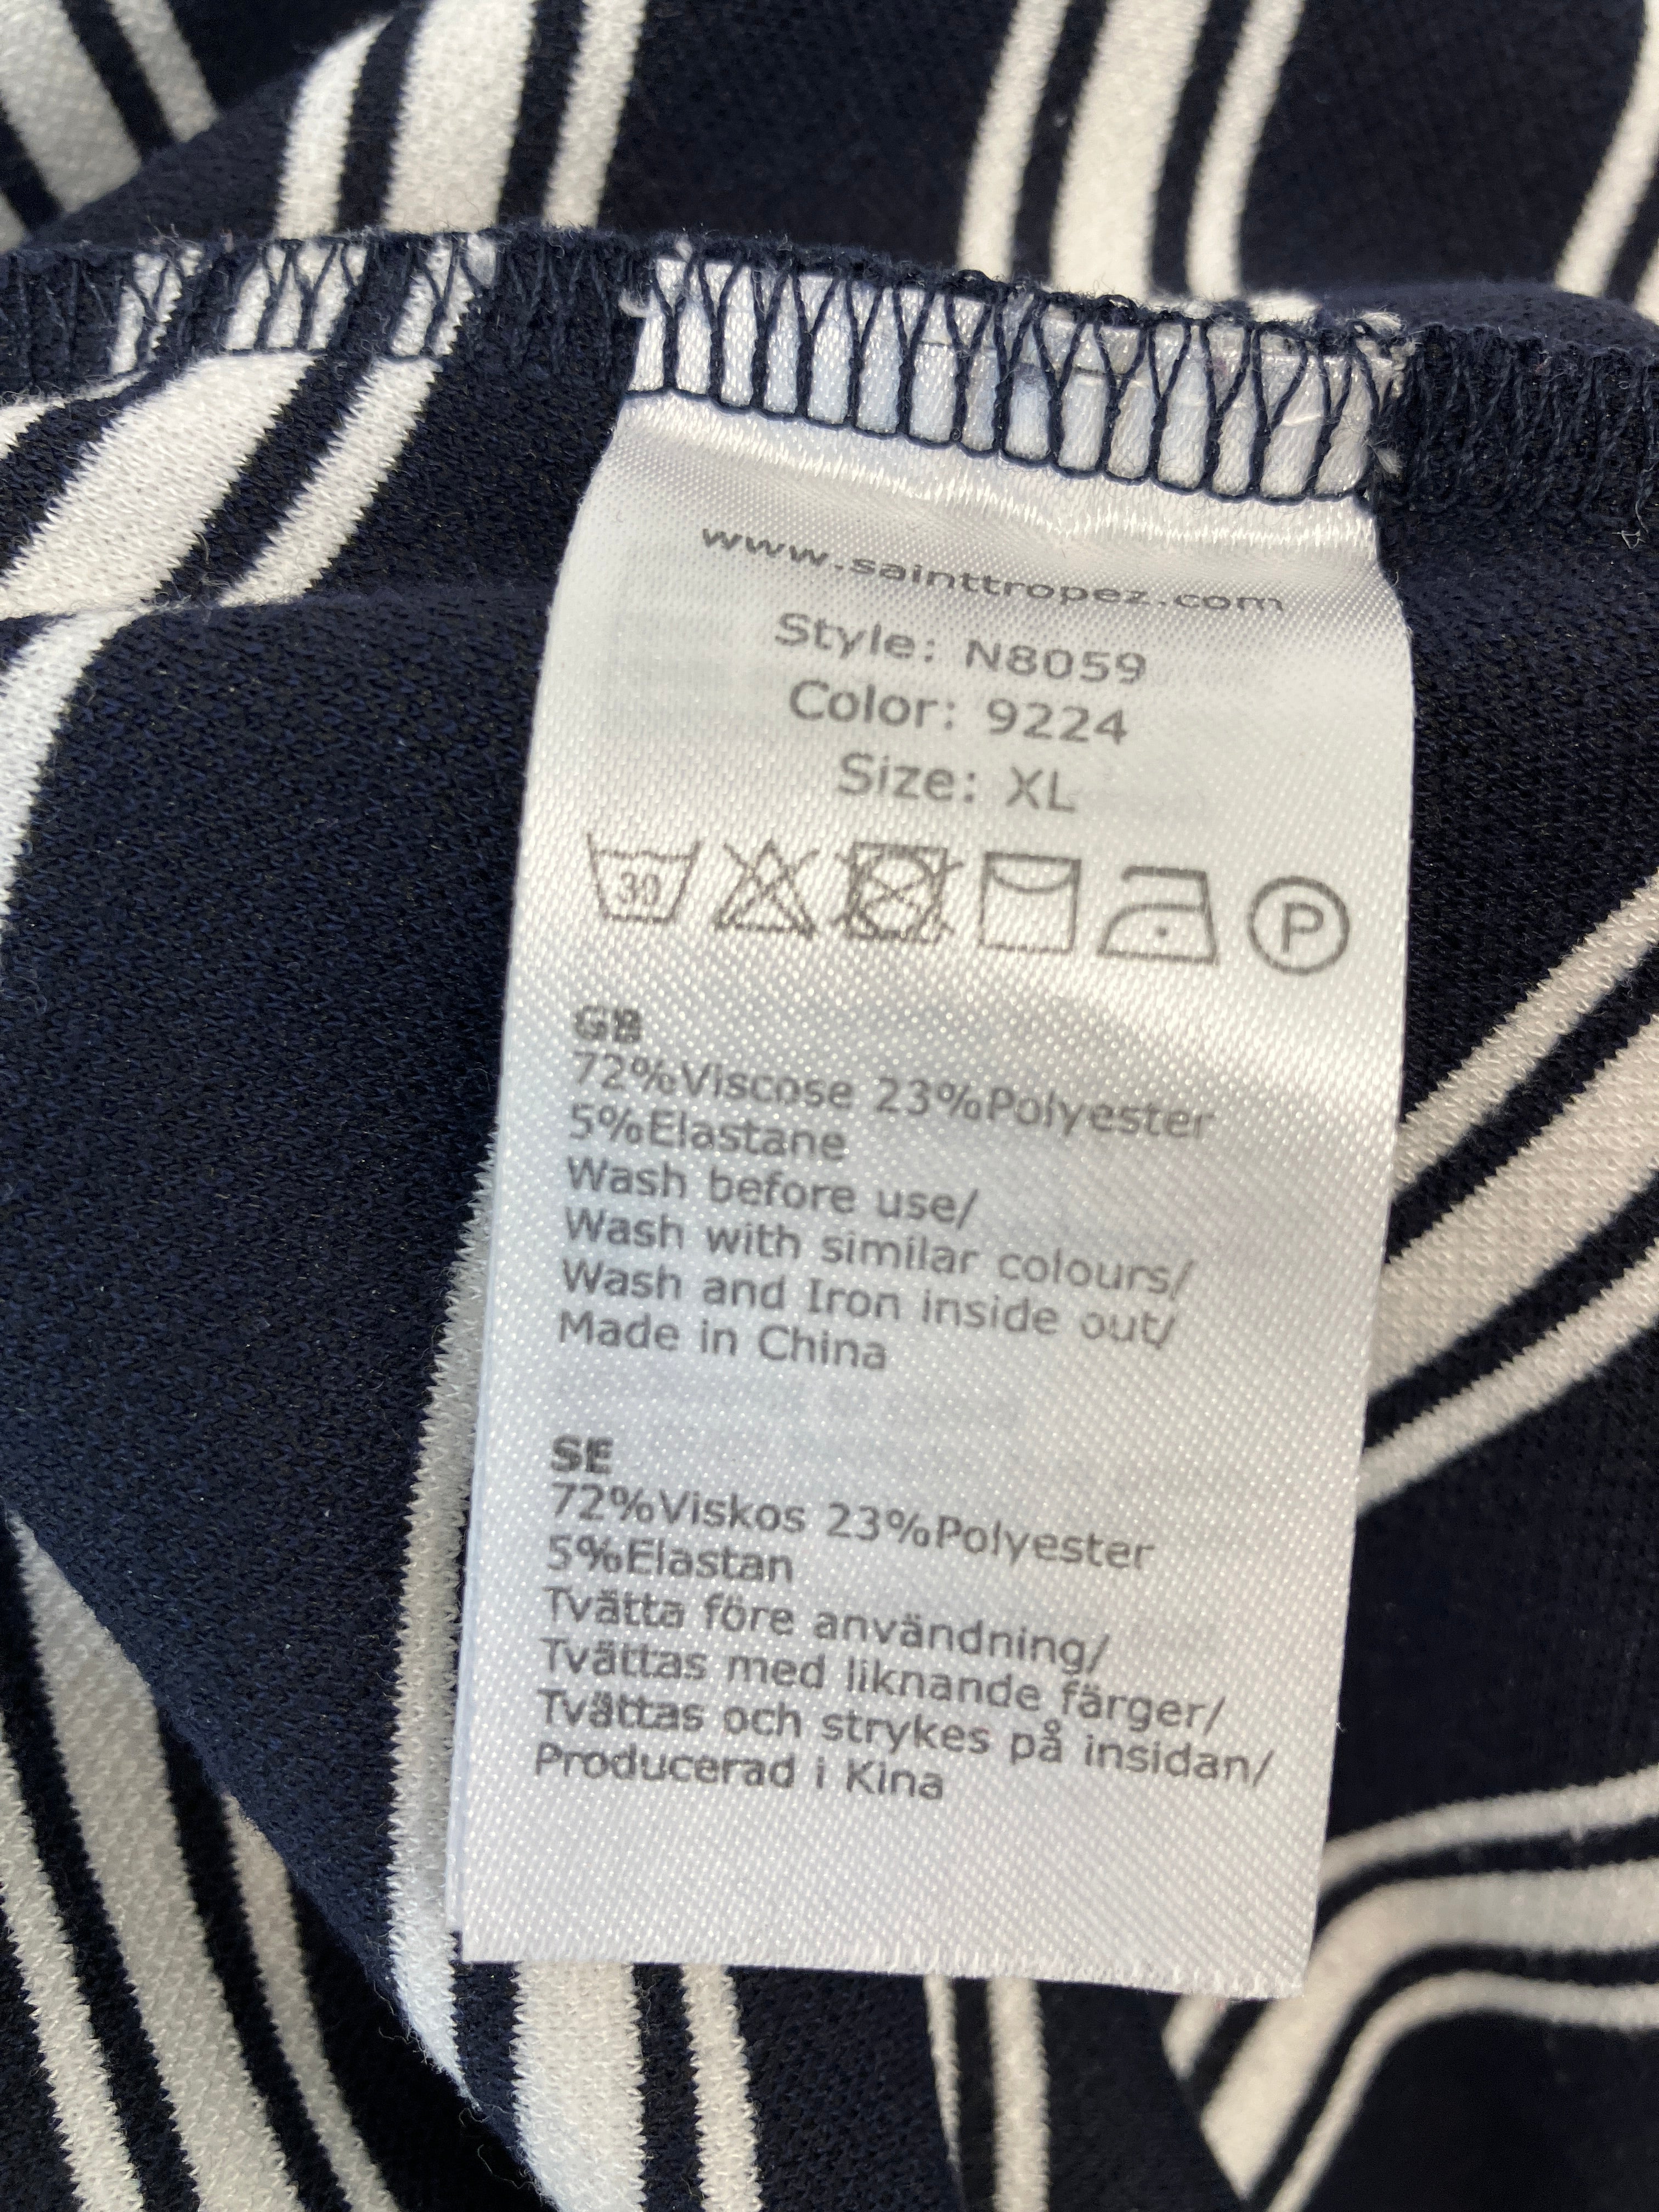 www.sainttropez.com
Style: N8059
Color: 9224
Size: XL
30 P
GB
72%Viscose 23%Polyester
5%Elastane
Wash before use/
Wash with similar colours/
Wash and Iron inside out/
Made in China
SE
72%Viskos 23%Polyester
5%Elastan
Tvätta före användning/
Tvättas med liknande färger/
Tvättas och strykes på insidan/
Producerad i Kina